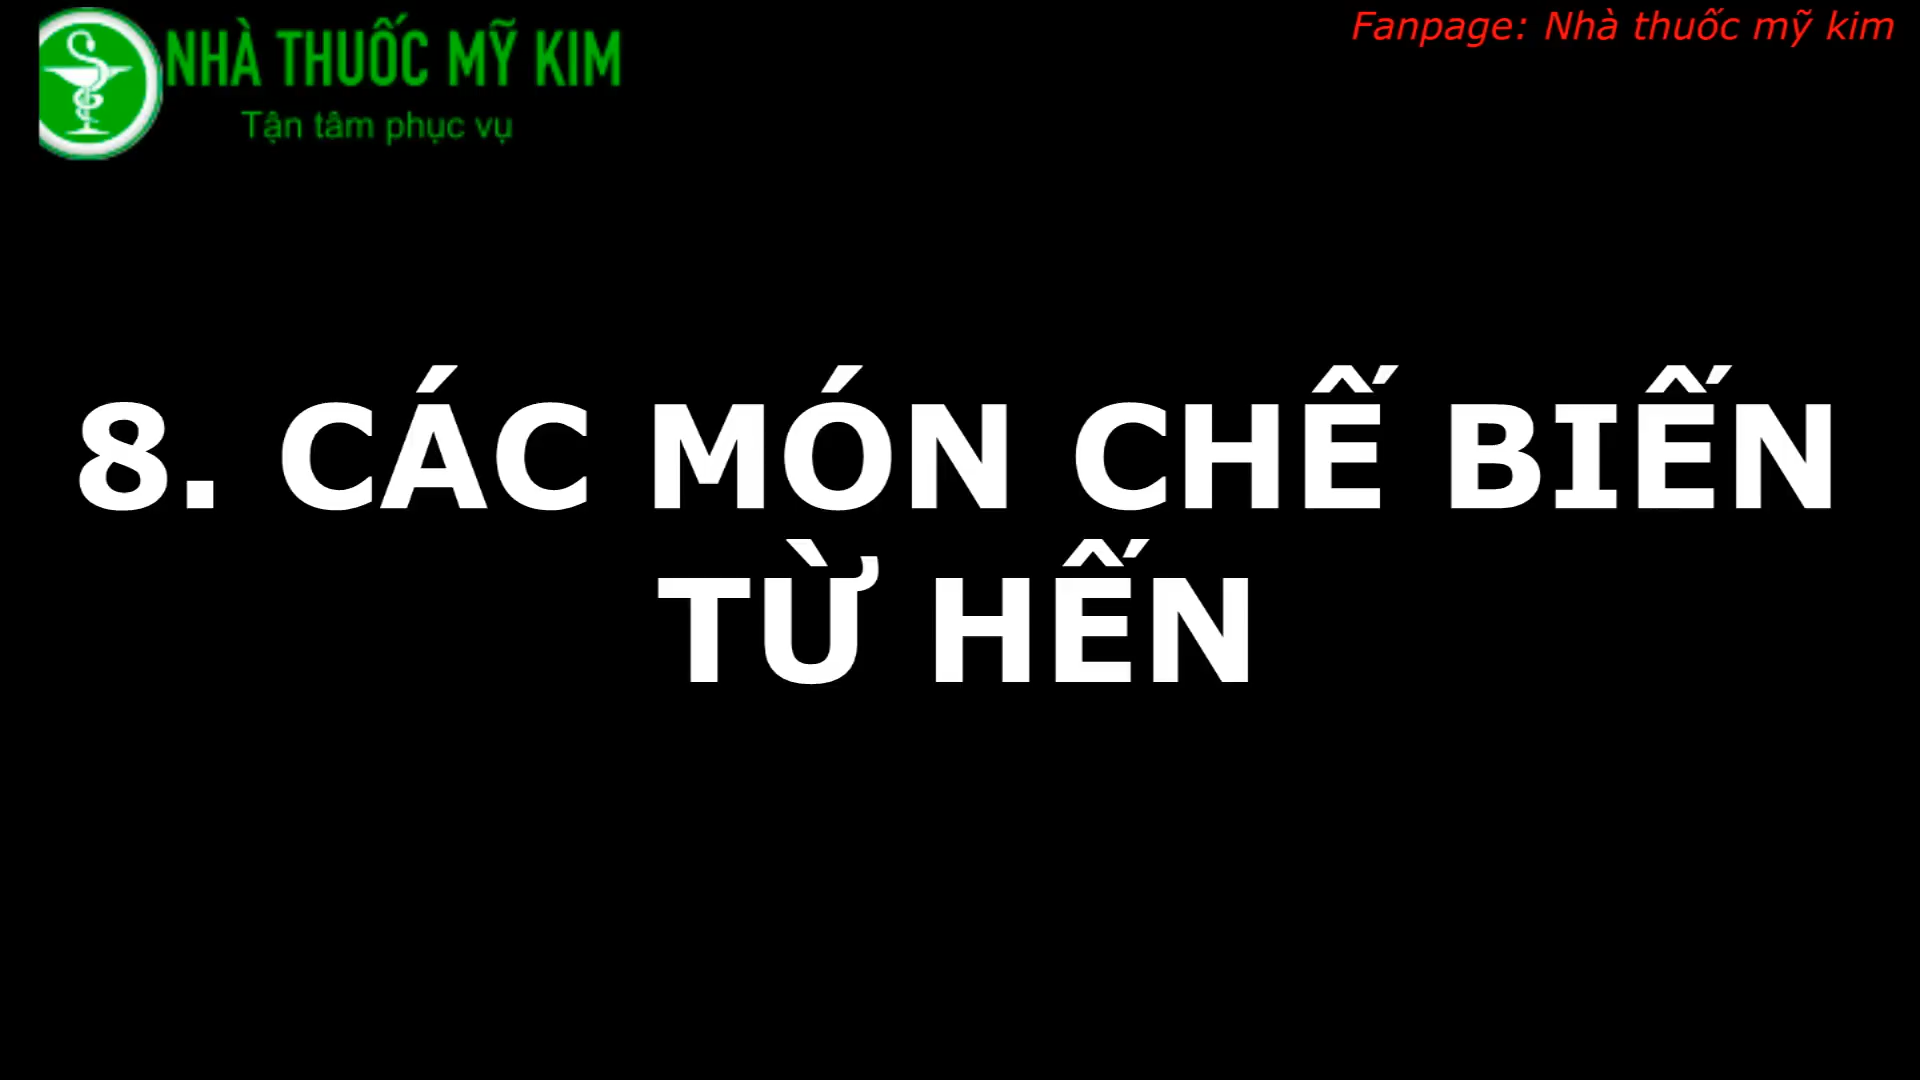 NHÀ THUỐC MỸ KIM
Tận tâm phục vụ
Fanpage: Nhà thuốc mỹ kim
8. CÁC MÓN CHẾ BIẾN
TỪ HẾN